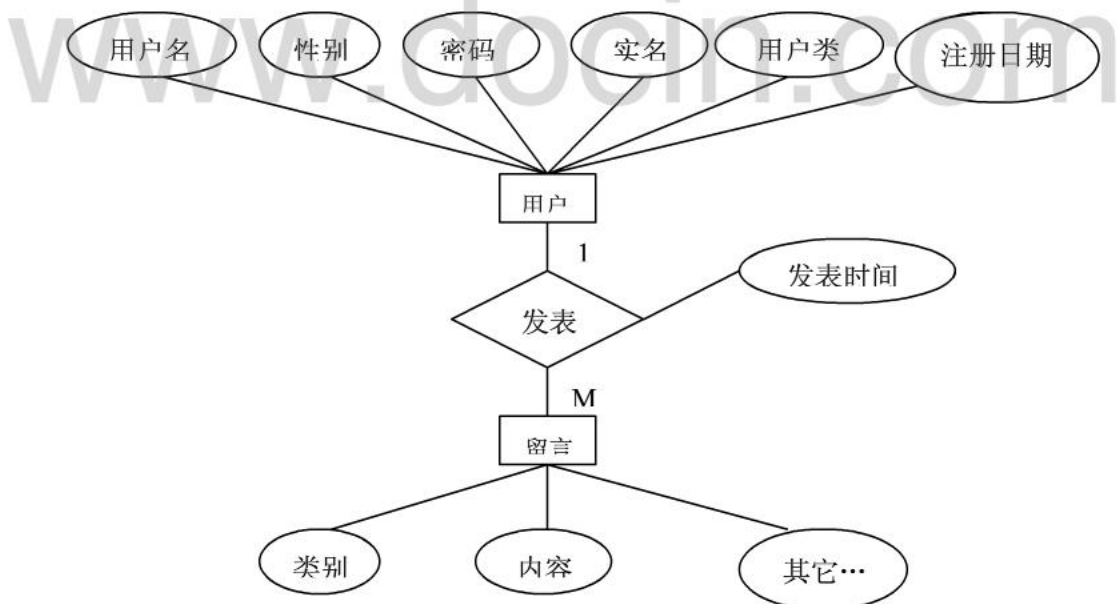 www.docin.com
用户名 性别 密码 实名 用户类 注册日期
用户
1
发表时间
发表
M
留言
类别 内容 其它…